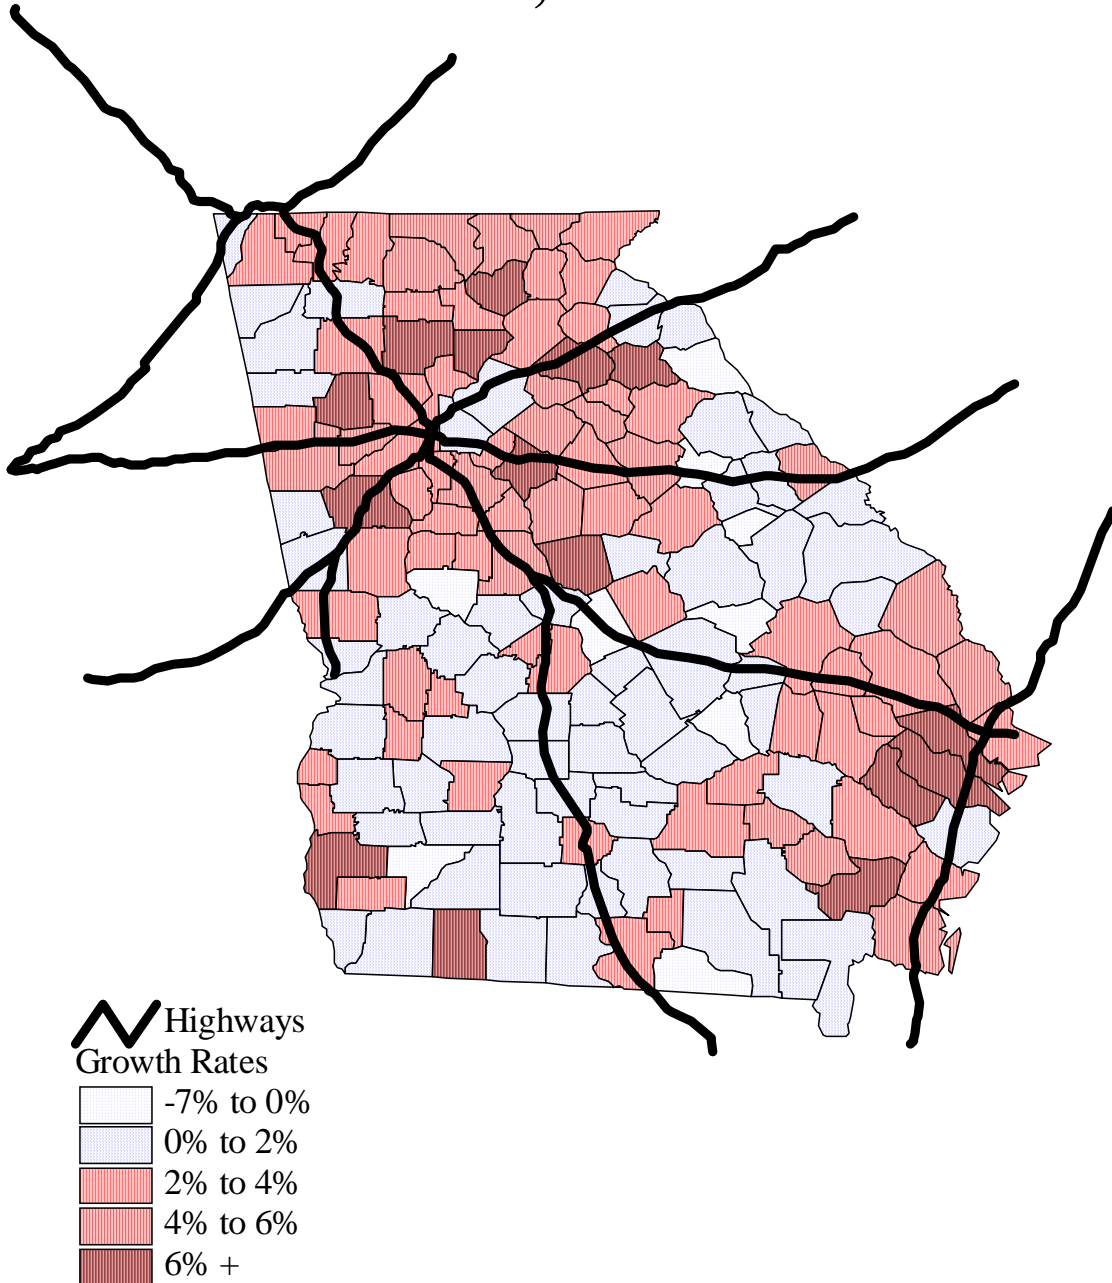 Highways
Growth Rates
-7% to 0%
0% to 2%
2% to 4%
4% to 6%
6% +